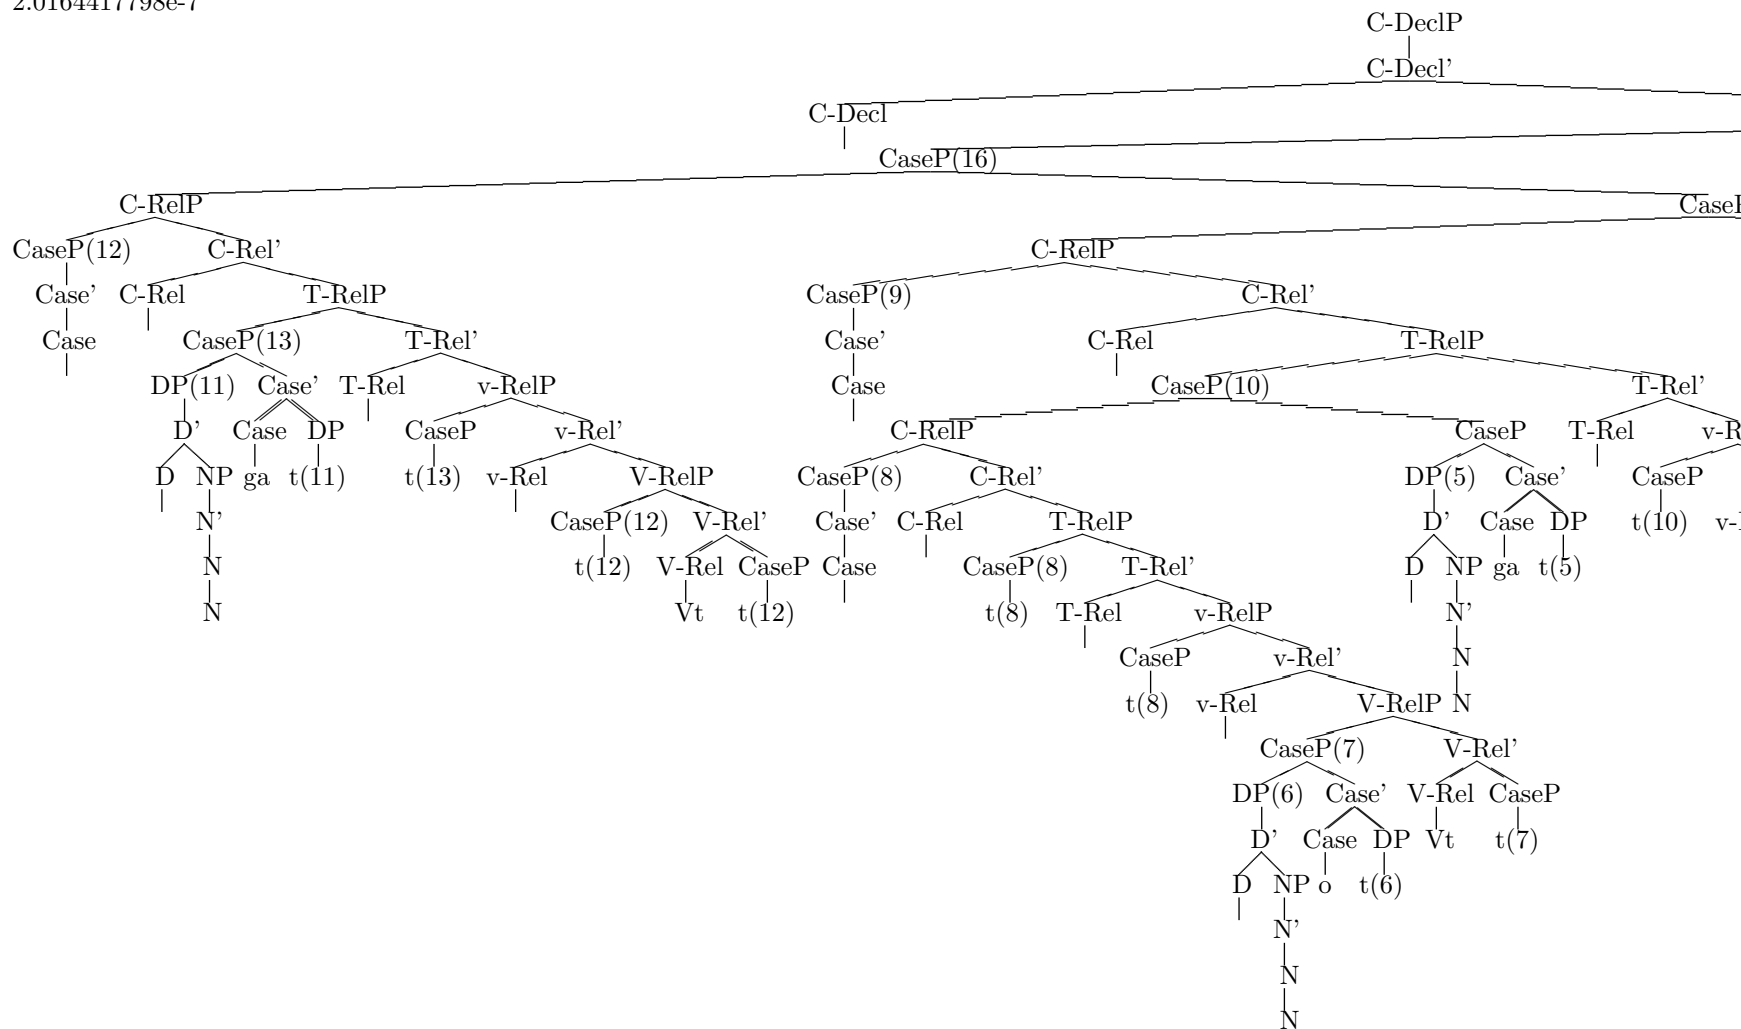 2.0164417798e-7
C-DeclP
C-Decl’
C-Decl
CaseP(16)
C-RelP
CaseP(12) C-Rel’ C-RelP
Case’ C-Rel T-RelP CaseP(9) C-Rel’
Case CaseP(13) T-Rel’ Case’ C-Rel T-RelP
DP(11) Case’ T-Rel v-RelP Case CaseP(10) T-Rel’
D’ Case DP CaseP v-Rel’ C-RelP CaseP T-Rel
D NP ga t(11) t(13) v-Rel V-RelP CaseP(8) C-Rel’ DP(5) Case’ CaseP
N’ CaseP(12) V-Rel’ Case’ C-Rel T-RelP D’ Case DP t(10)
N t(12) V-Rel CaseP Case CaseP(8) T-Rel’ D NP ga t(5)
N Vt t(12) t(8) T-Rel v-RelP N’
CaseP v-Rel’ N
t(8) v-Rel V-RelP N
CaseP(7) V-Rel’
DP(6) Case’ V-Rel CaseP
D’ Case DP Vt t(7)
D NP o t(6)
N’
N
N